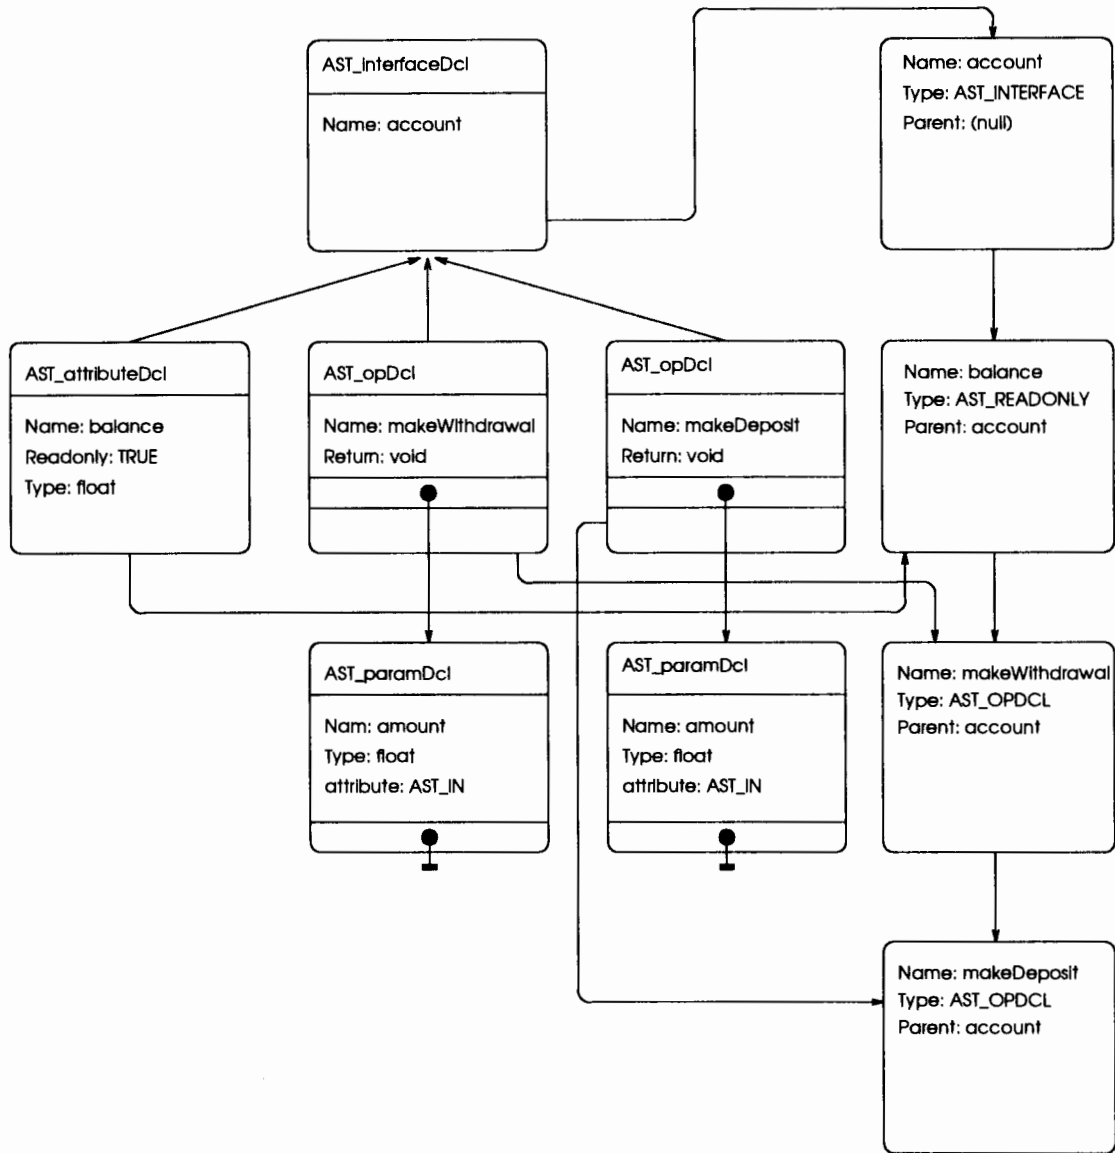 AST_interfaceDcl
Name: account
Name: account
Type: AST_INTERFACE
Parent: (null)
AST_attributeDcl
Name: balance
Readonly: TRUE
Type: float
AST_opDcl
Name: makeWithdrawal
Return: void
AST_opDcl
Name: makeDeposit
Return: void
Name: balance
Type: AST_READONLY
Parent: account
AST_paramDcl
Nam: amount
Type: float
attribute: AST_IN
AST_paramDcl
Name: amount
Type: float
attribute: AST_IN
Name: makeWithdrawal
Type: AST_OPDCL
Parent: account
Name: makeDeposit
Type: AST_OPDCL
Parent: account